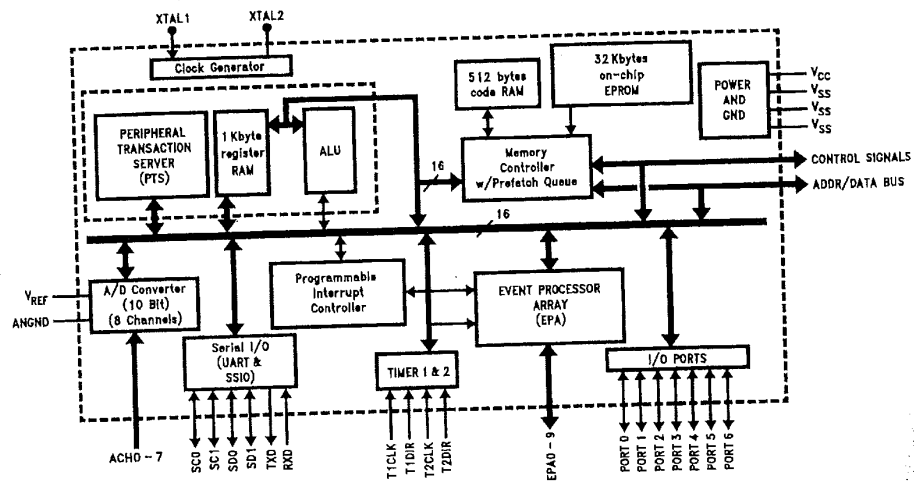 XTAL1
XTAL2
Clock Generator
PERIPHERAL
TRANSACTION
SERVER
(PTS)
1 Kbyte
register
RAM
ALU
512 bytes
code RAM
32 Kbytes
on-chip
EPROM
POWER
AND
GND
VCC
VSS
VSS
VSS
Memory
Controller
w/Prefatch Queue
16
CONTROL SIGNALS
ADDR/DATA BUS
16
VREF
ANGND
A/D Converter
(10 Bit)
(8 Channels)
Programmable
Interrupt
Controller
EVENT PROCESSOR
ARRAY
(EPA)
Serial I/O
(UART &
SSIO)
TIMER 1 & 2
I/O PORTS
ACH0 - 7
SC0
SC1
SD0
SD1
TXD
RXD
T1CLK
T1DIR
T2CLK
T2DIR
EPA0 - 9
PORT 0
PORT 1
PORT 2
PORT 3
PORT 4
PORT 5
PORT 6